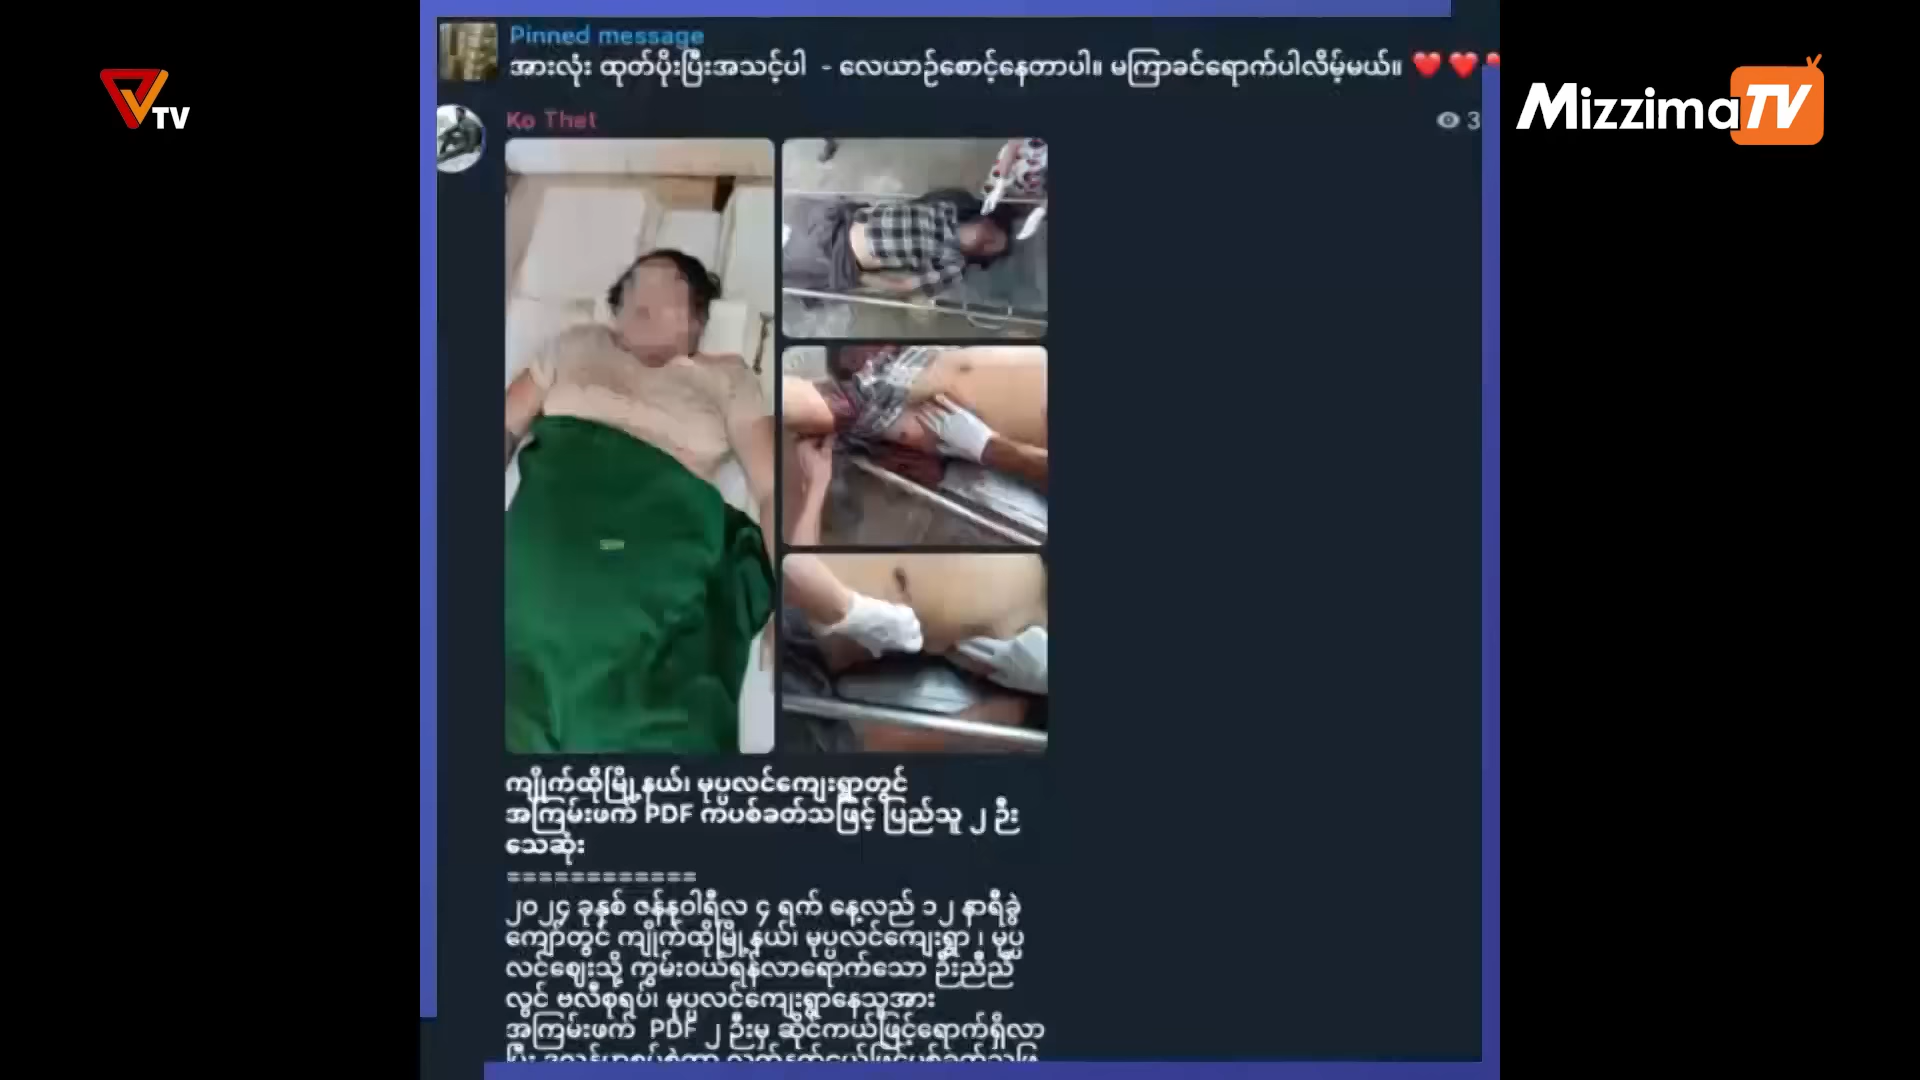 Pinned message
အားလုံး ထုတ်ပိုးပြီးအသင့်ပါ - လေယာဉ်စောင့်နေတာပါ။ မကြာခင်ရောက်ပါလိမ့်မယ်။ ❤️❤️
TV
Mizzima TV
Ko Thet
3
ကျိုက်ထိုမြို့နယ်၊ မုပ္ပလင်ကျေးရွာတွင်
အကြမ်းဖက် PDF ကပစ်ခတ်သဖြင့် ပြည်သူ ၂ ဦး
သေဆုံး
============
၂၀၂၄ ခုနှစ် ဇန်နဝါရီလ ၄ ရက် နေ့လည် ၁၂ နာရီခွဲ
ကျော်တွင် ကျိုက်ထိုမြို့နယ်၊ မုပ္ပလင်ကျေးရွာ ၊ မုပ္ပ
လင်ဈေးသို့ ကွမ်းဝယ်ရန်လာရောက်သော ဦးညီညီ
လွင် ဗလီစုရပ်၊ မုပ္ပလင်ကျေးရွာနေသူအား
အကြမ်းဖက် PDF ၂ ဦးမှ ဆိုင်ကယ်ဖြင့်ရောက်ရှိလာ